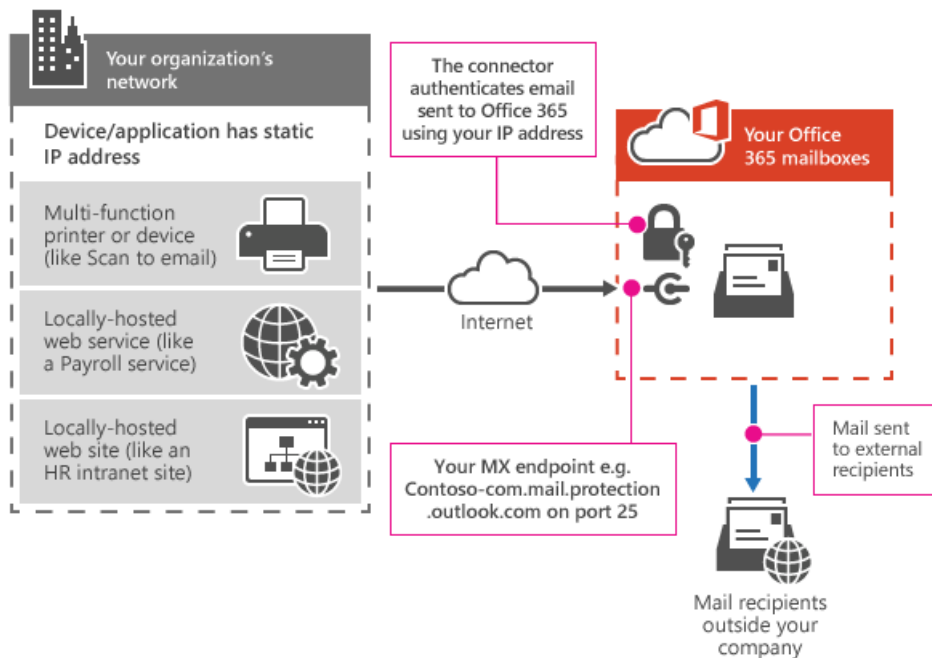 Your organization's
network
Device/application has static
IP address
Multi-function
printer or device
(like Scan to email)
Locally-hosted
web service (like
a Payroll service)
Locally-hosted
web site (like an
HR intranet site)
The connector
authenticates email
sent to Office 365
using your IP address
Internet
Your MX endpoint e.g.
Contoso-com.mail.protection
.outlook.com on port 25
Your Office
365 mailboxes
Mail sent
to external
recipients
Mail recipients
outside your
company